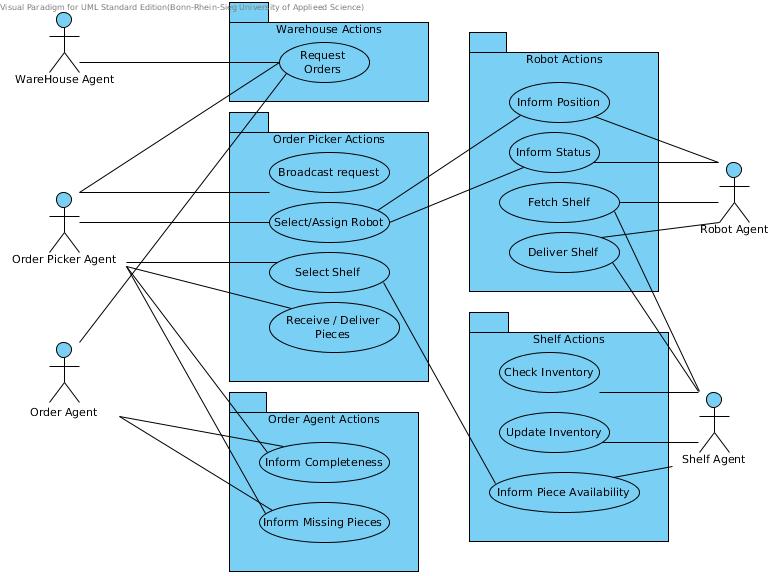 Visual Paradigm for UML Standard Edition(Bonn-Rhein-Sieg University of Applieed Science)
Warehouse Actions
Request
Orders
WareHouse Agent
Robot Actions
Inform Position
Inform Status
Fetch Shelf
Deliver Shelf
Robot Agent
Order Picker Actions
Broadcast request
Select/Assign Robot
Select Shelf
Receive / Deliver
Pieces
Order Picker Agent
Order Agent
Shelf Actions
Check Inventory
Update Inventory
Inform Piece Availability
Shelf Agent
Order Agent Actions
Inform Completeness
Inform Missing Pieces